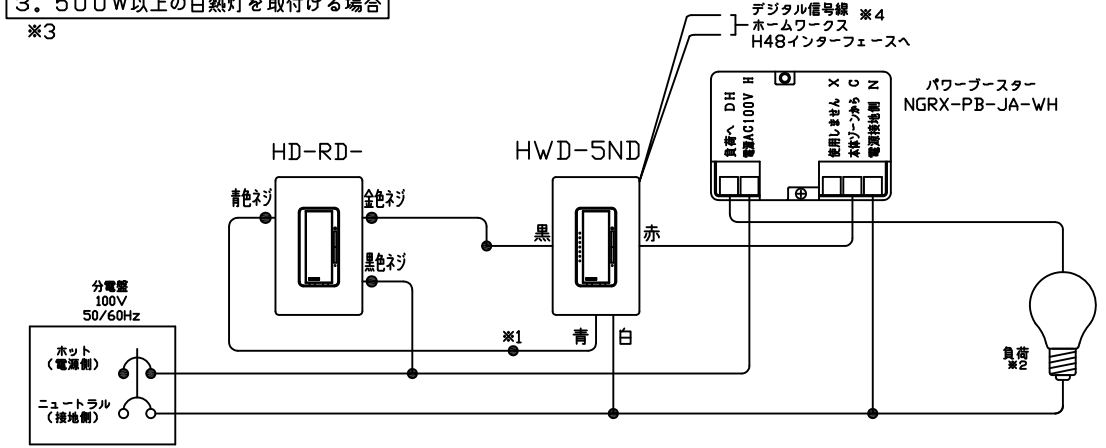 3．500W以上の白熱灯を取付ける場合
※3
デジタル信号線 ※4
ホームワークス
H48インターフェースへ
パワーブースター
NGRX-PB-JA-WH
負荷へ DH
電源AC100V H
使用しません X
本体ゾーンから C
電源接地側 N
HD-RD-
HWD-5ND
青色ネジ
金色ネジ
黒色ネジ
黒
赤
青
白
※1
分電盤
100V
50/60Hz
ホット
（電源側）
ニュートラル
（接地側）
負荷
※2